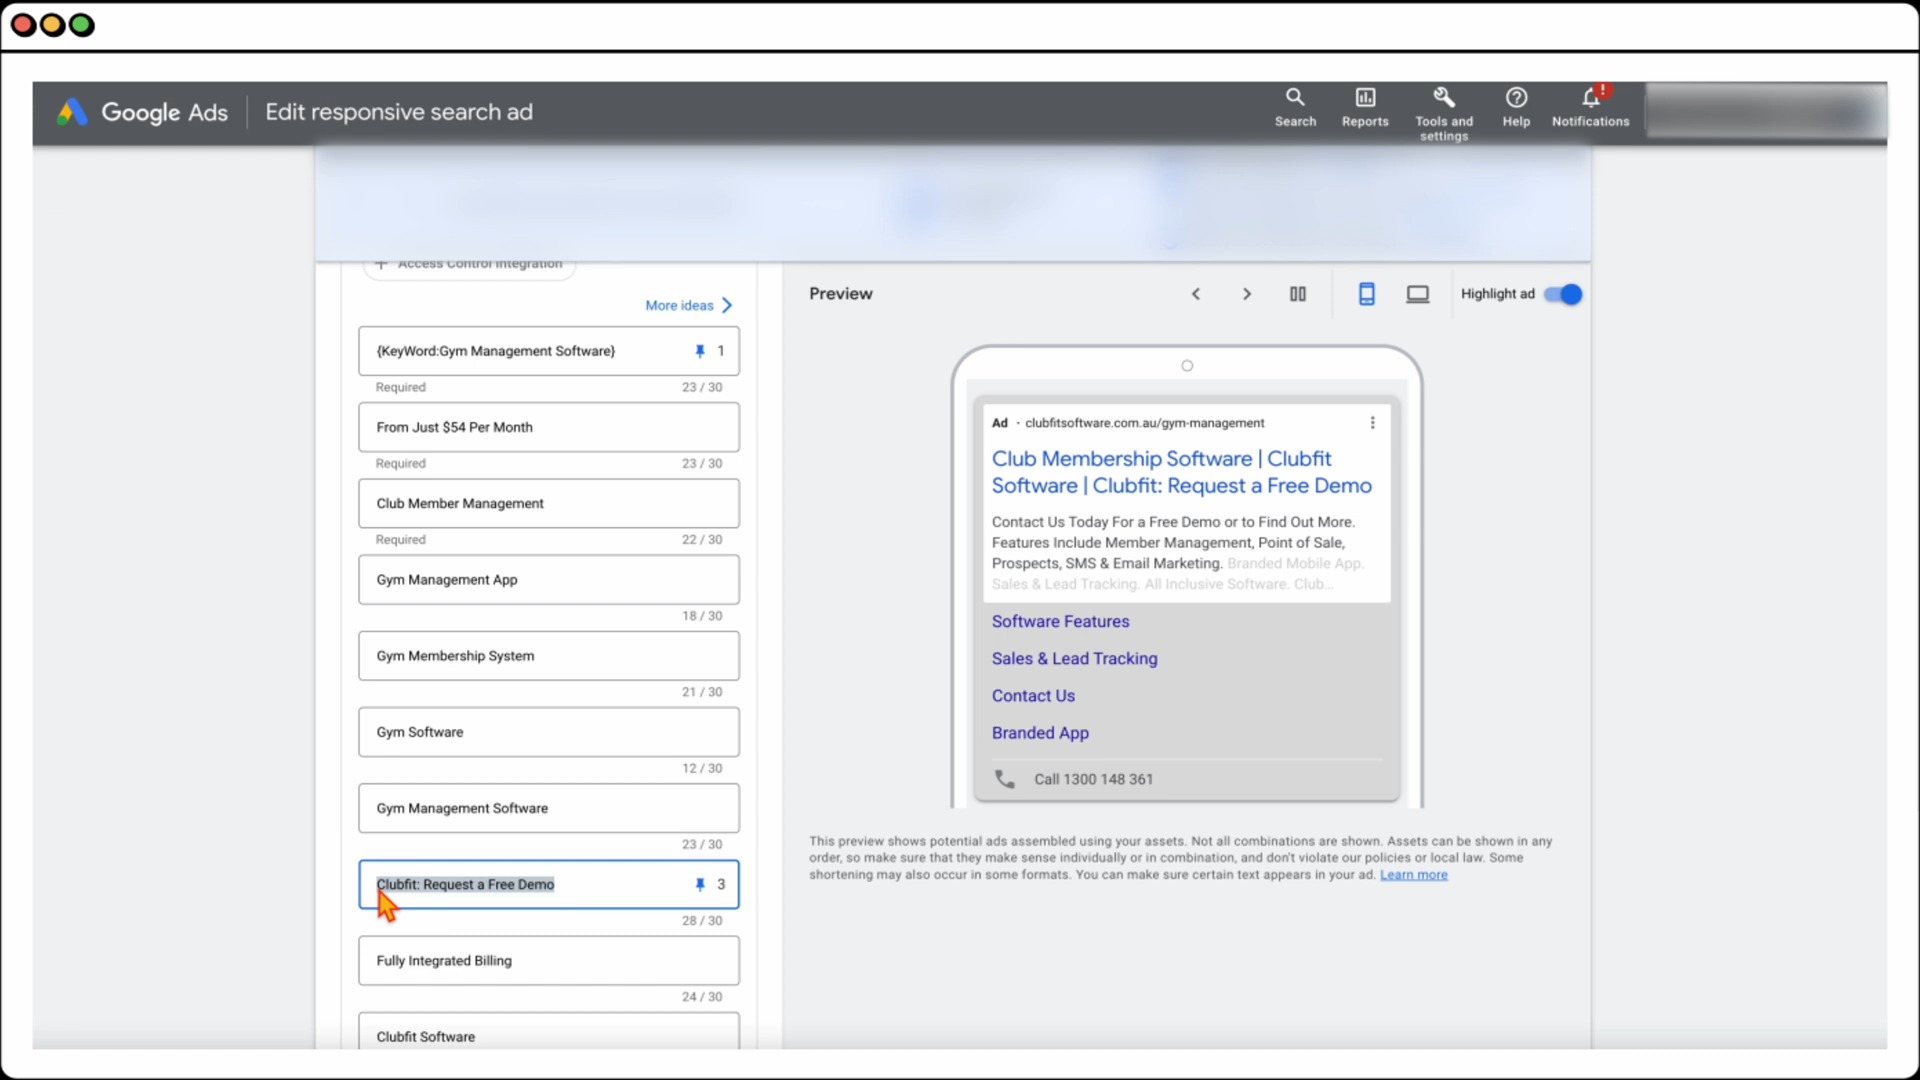 Google Ads
Edit responsive search ad
Search
Reports
Tools and
settings
Help
!
Notifications
+ Access Control Integration
More ideas
{KeyWord:Gym Management Software}
1
Required
23 / 30
From Just $54 Per Month
Required
23 / 30
Club Member Management
Required
22 / 30
Gym Management App
18 / 30
Gym Membership System
21 / 30
Gym Software
12 / 30
Gym Management Software
23 / 30
Clubfit: Request a Free Demo
3
28 / 30
Fully Integrated Billing
24 / 30
Clubfit Software
Preview
Highlight ad
Ad · clubfitsoftware.com.au/gym-management
Club Membership Software | Clubfit
Software | Clubfit: Request a Free Demo
Contact Us Today For a Free Demo or to Find Out More.
Features Include Member Management, Point of Sale,
Prospects, SMS & Email Marketing. Branded Mobile App.
Sales & Lead Tracking. All Inclusive Software. Club...
Software Features
Sales & Lead Tracking
Contact Us
Branded App
Call 1300 148 361
This preview shows potential ads assembled using your assets. Not all combinations are shown. Assets can be shown in any
order, so make sure that they make sense individually or in combination, and don't violate our policies or local law. Some
shortening may also occur in some formats. You can make sure certain text appears in your ad. Learn more